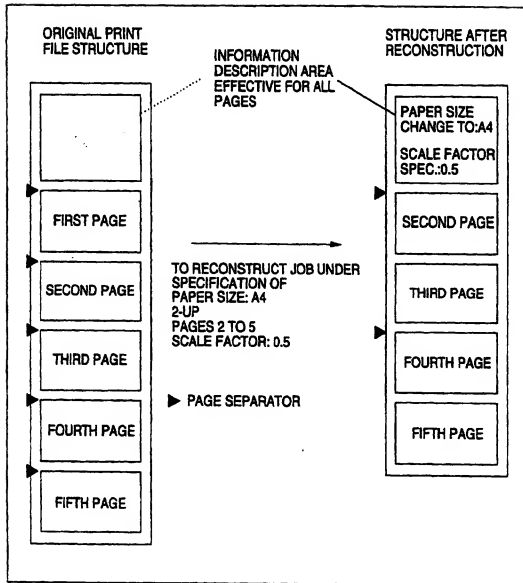 ORIGINAL PRINT
FILE STRUCTURE
INFORMATION
DESCRIPTION AREA
EFFECTIVE FOR ALL
PAGES
STRUCTURE AFTER
RECONSTRUCTION
FIRST PAGE
SECOND PAGE
THIRD PAGE
FOURTH PAGE
FIFTH PAGE
TO RECONSTRUCT JOB UNDER
SPECIFICATION OF
PAPER SIZE: A4
2-UP
PAGES 2 TO 5
SCALE FACTOR: 0.5
PAGE SEPARATOR
PAPER SIZE
CHANGE TO:A4
SCALE FACTOR
SPEC.:0.5
SECOND PAGE
THIRD PAGE
FOURTH PAGE
FIFTH PAGE